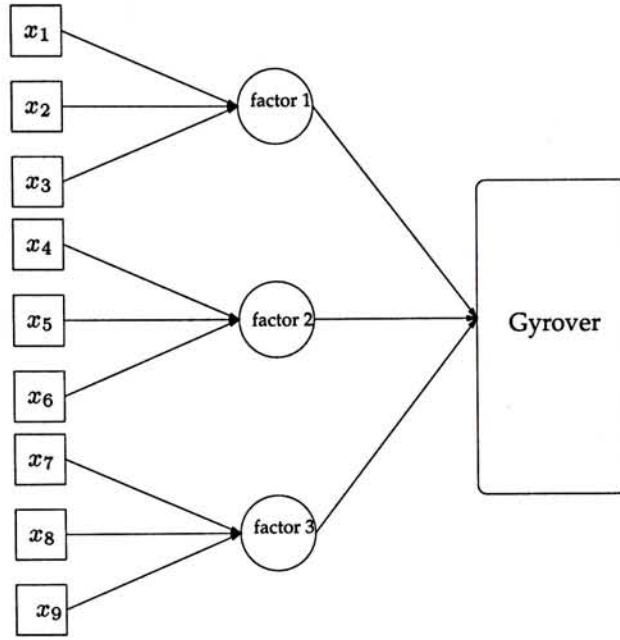 x₁
x₂
x₃
x₄
x₅
x₆
x₇
x₈
x₉
factor 1
factor 2
factor 3
Gyrover